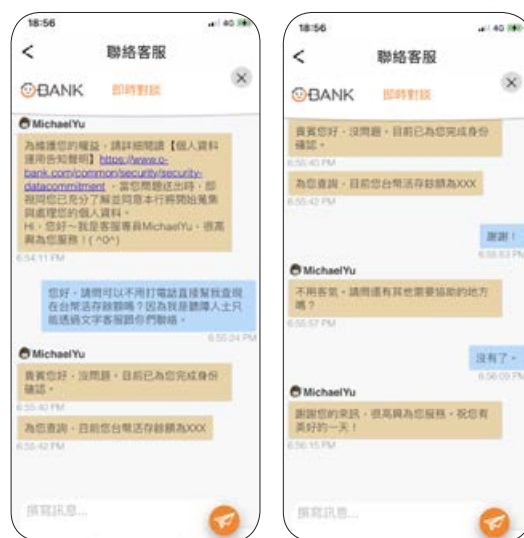 18:56
4G
聯絡客服
BANK 即時對談
MichaelYu
為維護您的權益，請詳細閱讀【個人資料
運用告知聲明】https://www.o-
bank.com/common/security/security-
datacommitment ，當您問題送出時，即
視同您已充分了解並同意本行將開始蒐集
與處理您的個人資料。
Hi，您好~我是客服專員MichaelYu，很高
興為您服務！( ^0^)
6:54:11 PM
您好，請問可以不用打電話直接幫我查現
在台幣活存餘額嗎？因為我是聽障人士只
能透過文字客服跟你們聯絡。
6:55:24 PM
MichaelYu
貴賓您好，沒問題，目前已為您完成身份
確認。
6:55:40 PM
為您查詢，目前您台幣活存餘額為XXX
6:55:42 PM
撰寫訊息...
18:56
4G
聯絡客服
BANK 即時對談
貴賓您好，沒問題，目前已為您完成身份
確認。
6:55:40 PM
為您查詢，目前您台幣活存餘額為XXX
6:55:42 PM
謝謝！
6:55:53 PM
MichaelYu
不用客氣，請問還有其他需要協助的地方
嗎？
6:55:57 PM
沒有了。
6:56:09 PM
MichaelYu
謝謝您的來訊，很高興為您服務，祝您有
美好的一天！
6:56:15 PM
撰寫訊息...